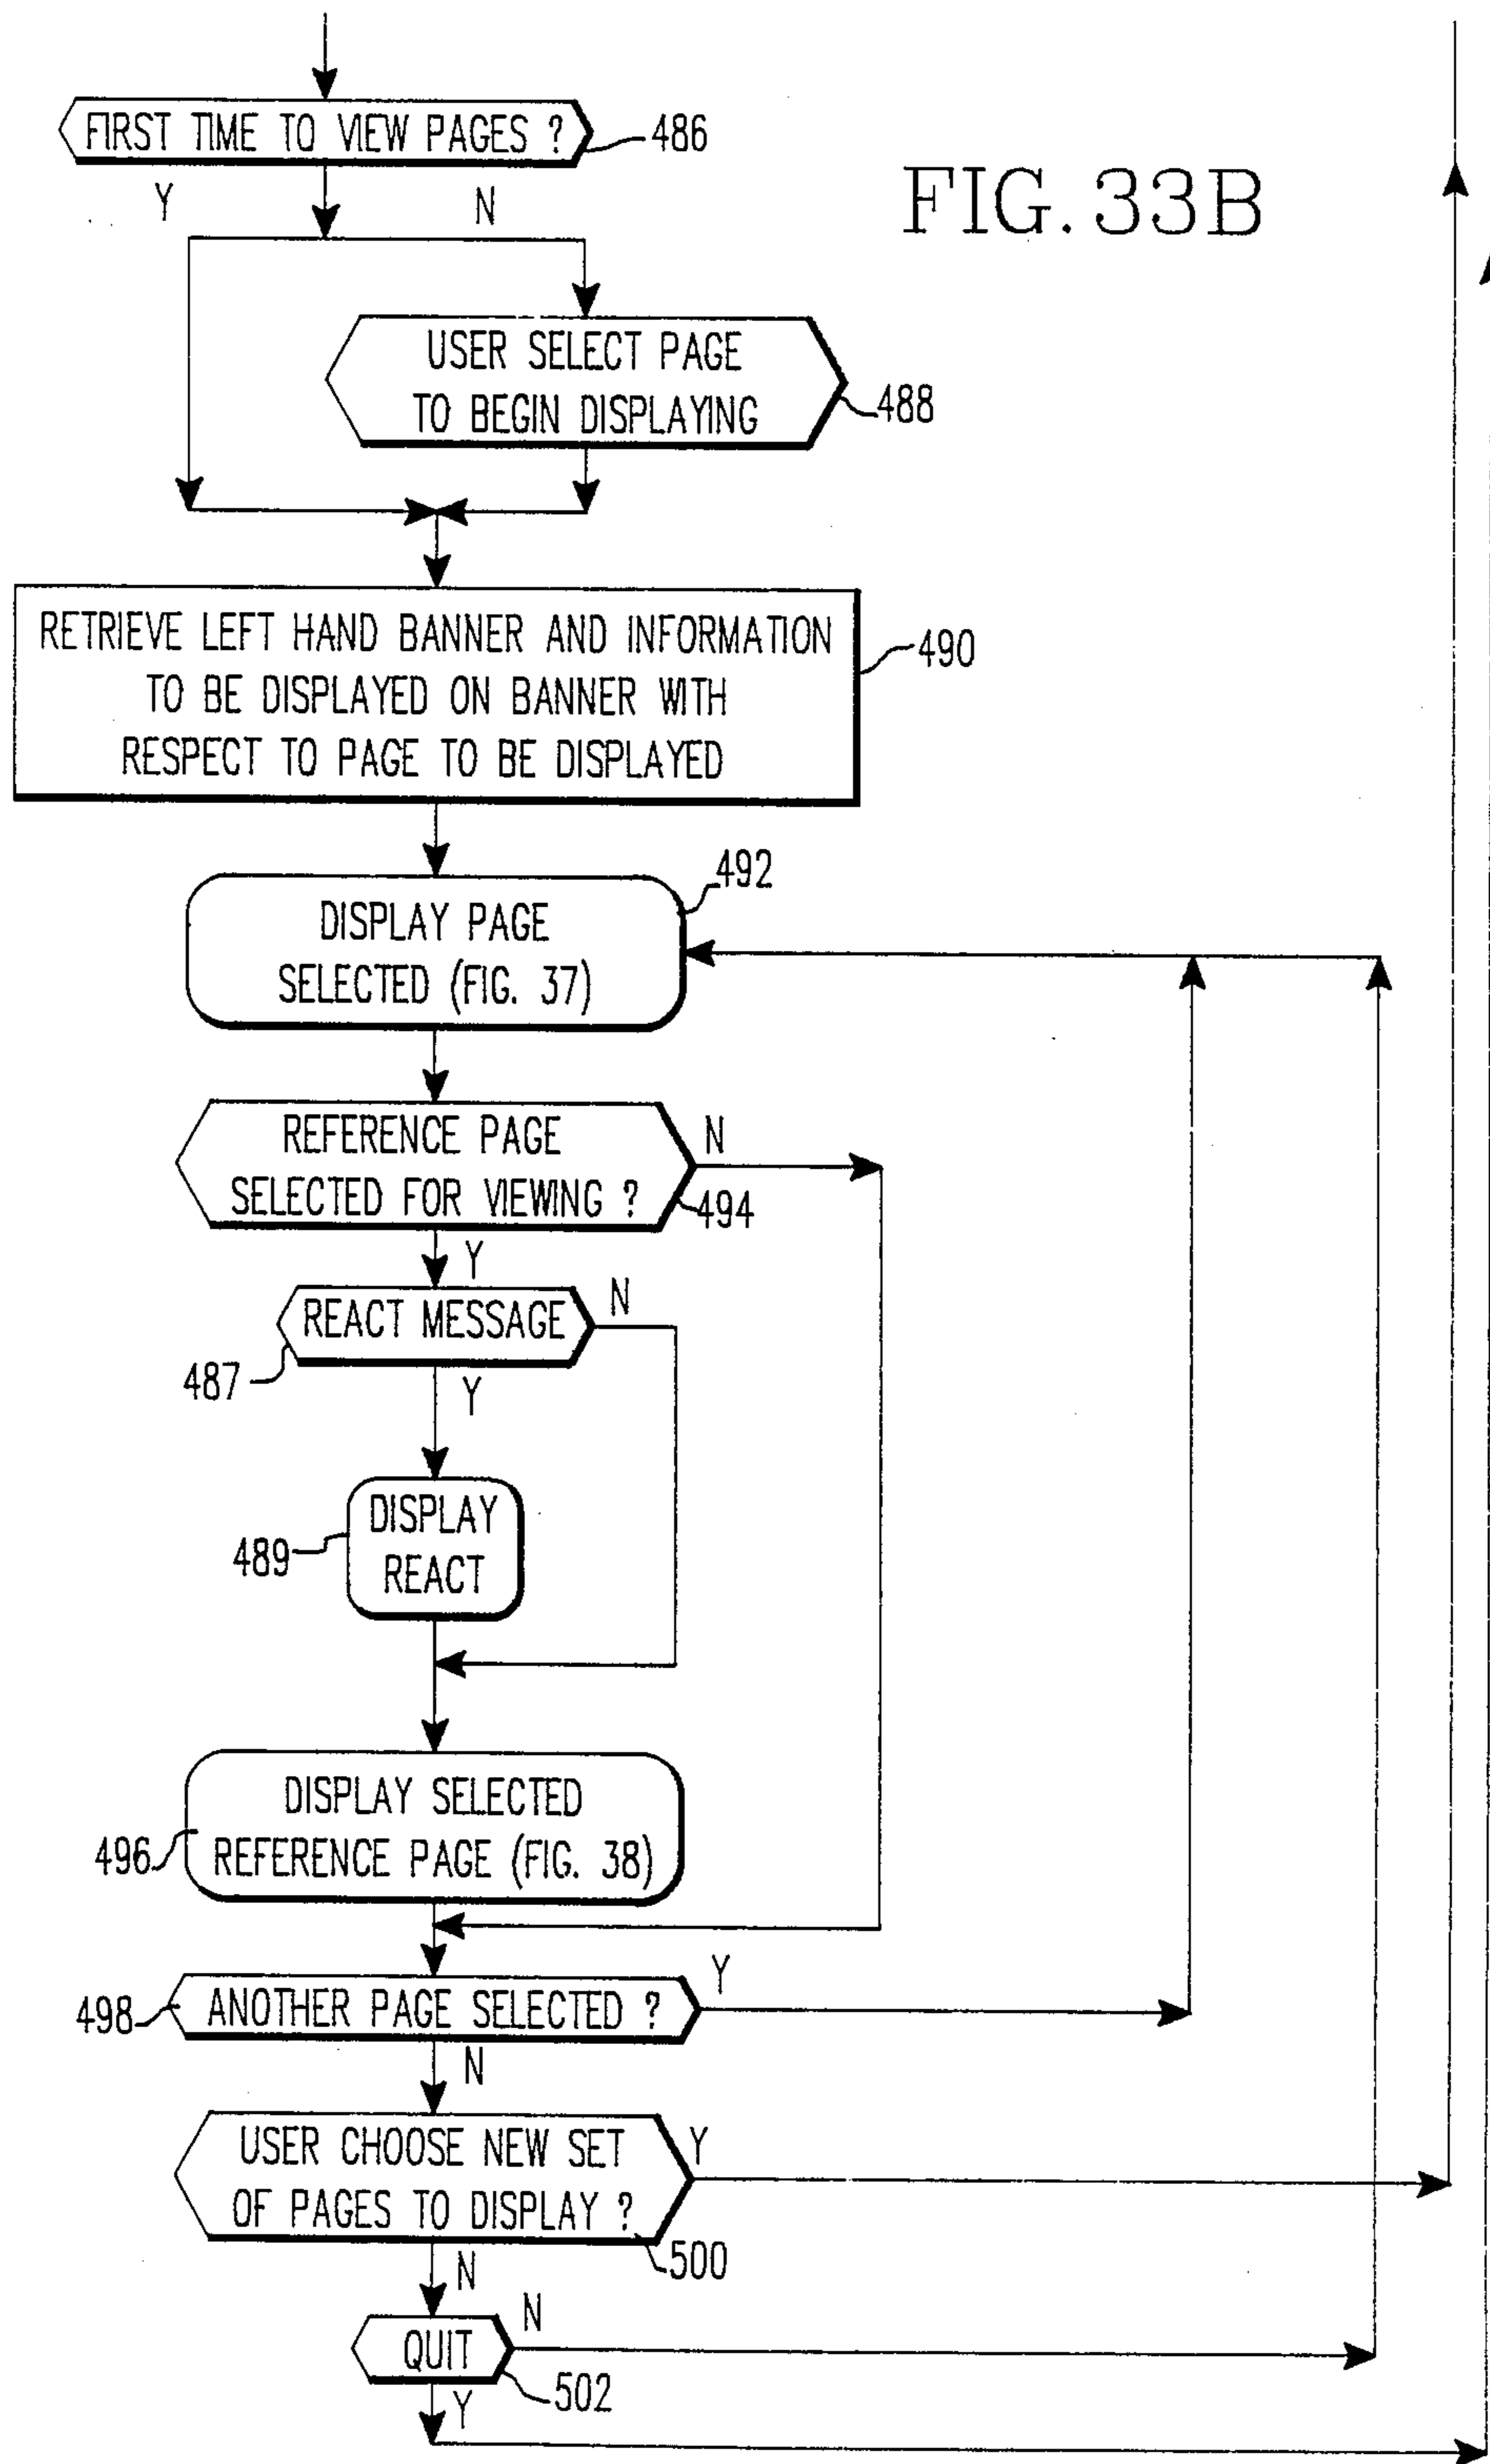 FIRST TIME TO VIEW PAGES ?
486
FIG. 33B
Y
N
USER SELECT PAGE
TO BEGIN DISPLAYING
488
RETRIEVE LEFT HAND BANNER AND INFORMATION
TO BE DISPLAYED ON BANNER WITH
RESPECT TO PAGE TO BE DISPLAYED
490
492
DISPLAY PAGE
SELECTED (FIG. 37)
REFERENCE PAGE
SELECTED FOR VIEWING ?
N
494
Y
REACT MESSAGE
N
487
Y
DISPLAY
REACT
489
DISPLAY SELECTED
REFERENCE PAGE (FIG. 38)
496
ANOTHER PAGE SELECTED ?
Y
498
N
USER CHOOSE NEW SET
OF PAGES TO DISPLAY ?
Y
500
N
QUIT
N
502
Y